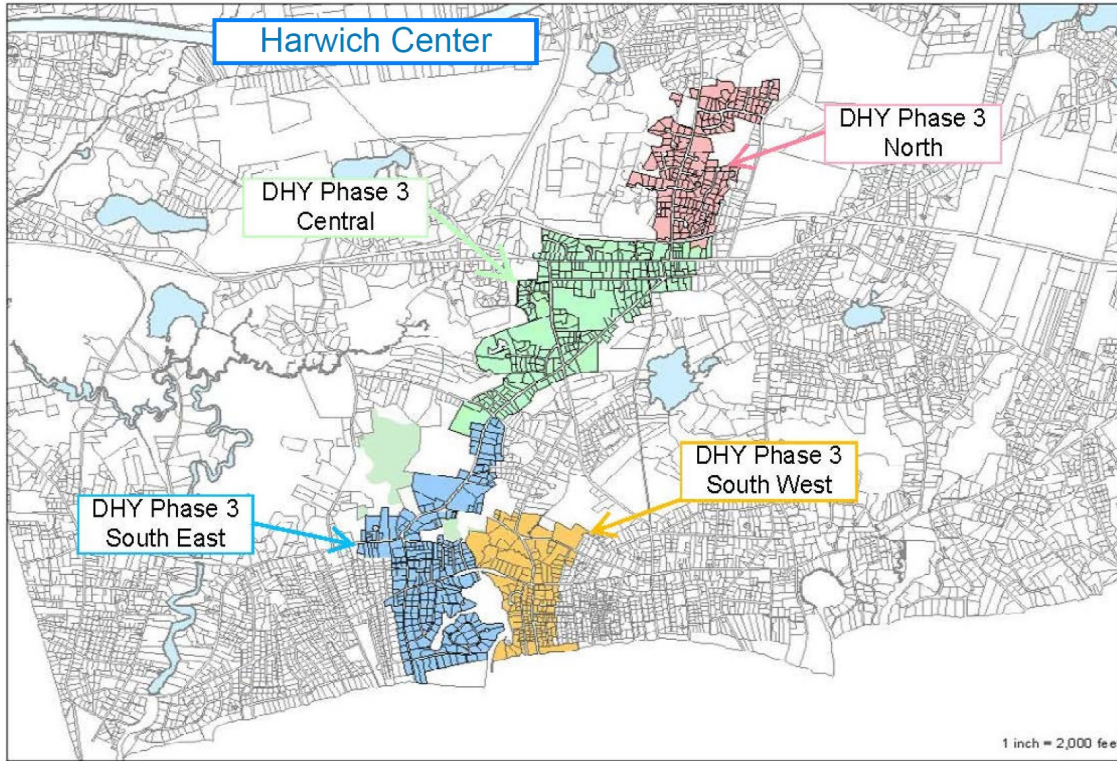 Harwich Center
DHY Phase 3
North
DHY Phase 3
Central
DHY Phase 3
South West
DHY Phase 3
South East
1 inch = 2,000 fee